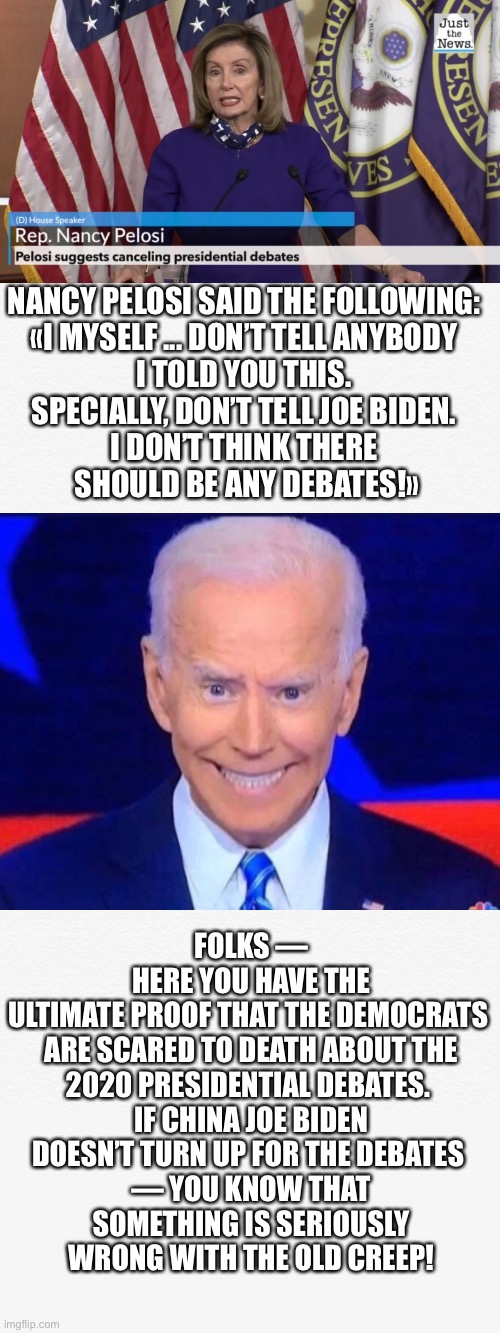 Just
the
News.
REPRESEN
VES
RESEN
(D) House Speaker
Rep. Nancy Pelosi
Pelosi suggests canceling presidential debates
NANCY PELOSI SAID THE FOLLOWING:
«I MYSELF ... DON’T TELL ANYBODY
I TOLD YOU THIS.
SPECIALLY, DON’T TELL JOE BIDEN.
I DON’T THINK THERE
SHOULD BE ANY DEBATES!»
FOLKS —
HERE YOU HAVE THE
ULTIMATE PROOF THAT THE DEMOCRATS
ARE SCARED TO DEATH ABOUT THE
2020 PRESIDENTIAL DEBATES.
IF CHINA JOE BIDEN
DOESN’T TURN UP FOR THE DEBATES
— YOU KNOW THAT
SOMETHING IS SERIOUSLY
WRONG WITH THE OLD CREEP!
imgflip.com